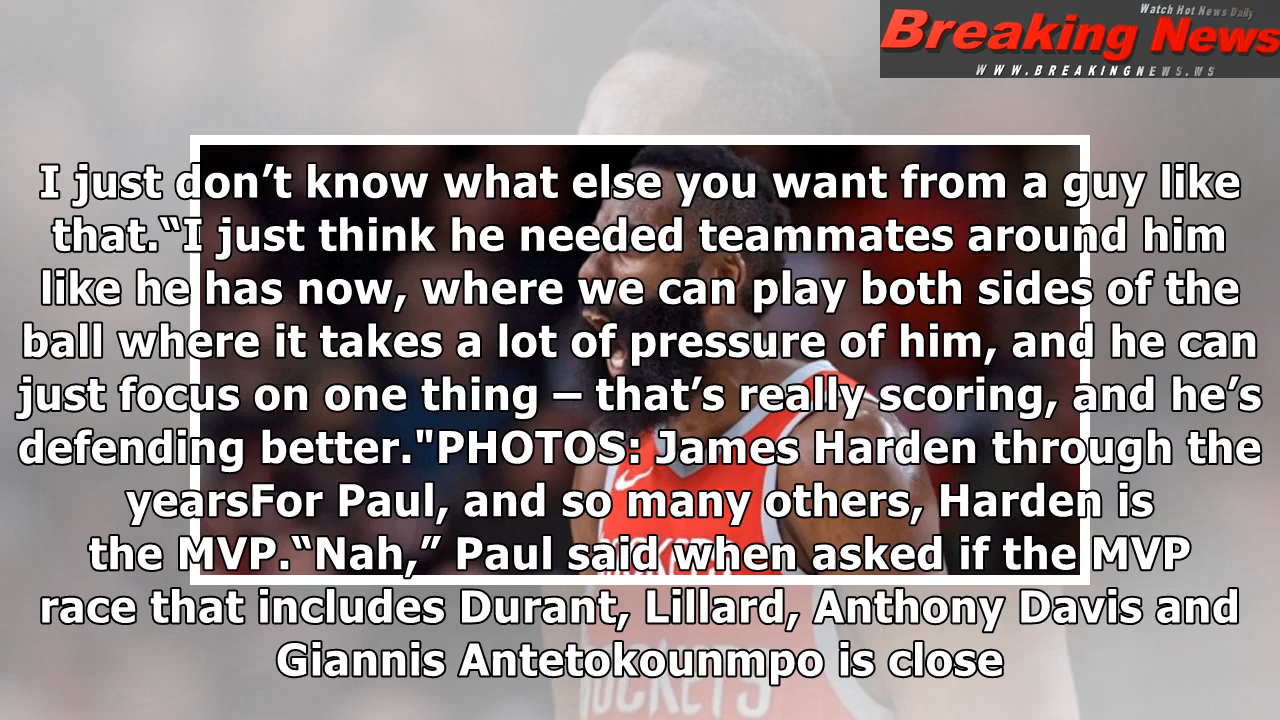 Watch Hot News Daily
Breaking News
WWW.BREAKINGNEWS.WS
I just don’t know what else you want from a guy like
that.“I just think he needed teammates around him
like he has now, where we can play both sides of the
ball where it takes a lot of pressure of him, and he can
just focus on one thing – that’s really scoring, and he’s
defending better."PHOTOS: James Harden through the
yearsFor Paul, and so many others, Harden is
the MVP.“Nah,” Paul said when asked if the MVP
race that includes Durant, Lillard, Anthony Davis and
Giannis Antetokounmpo is close
ROCKETS